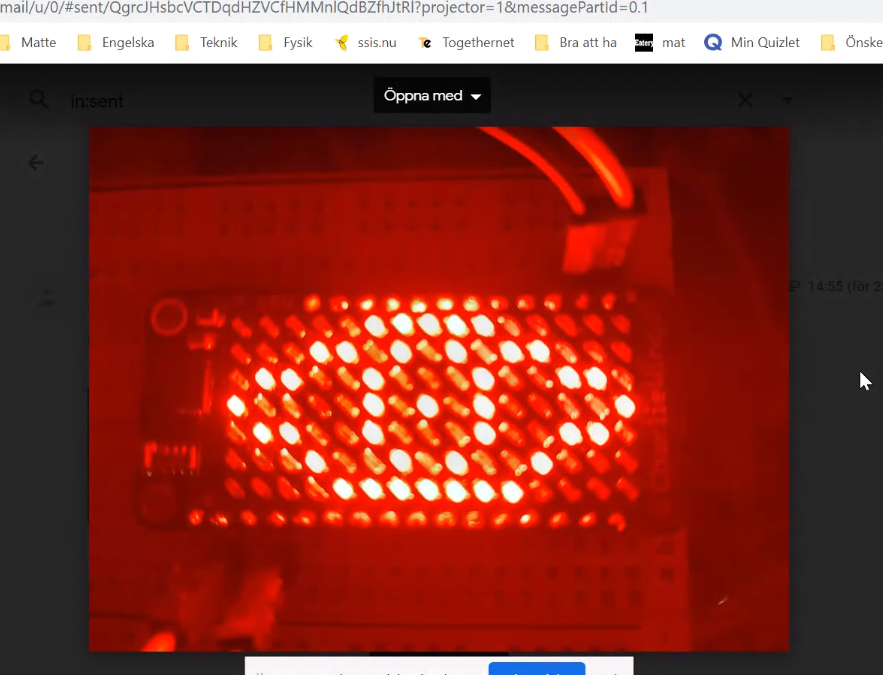 mail/u/0/#sent/QgrcJHsbcVCTDqdHZVCfHMMnlQdBZfhJtRl?projector=1&messagePartId=0.1
Matte Engelska Teknik Fysik ssis.nu Togethernet Bra att ha Eatery mat Min Quizlet Önske
in:sent Öppna med
14:55 (för 2